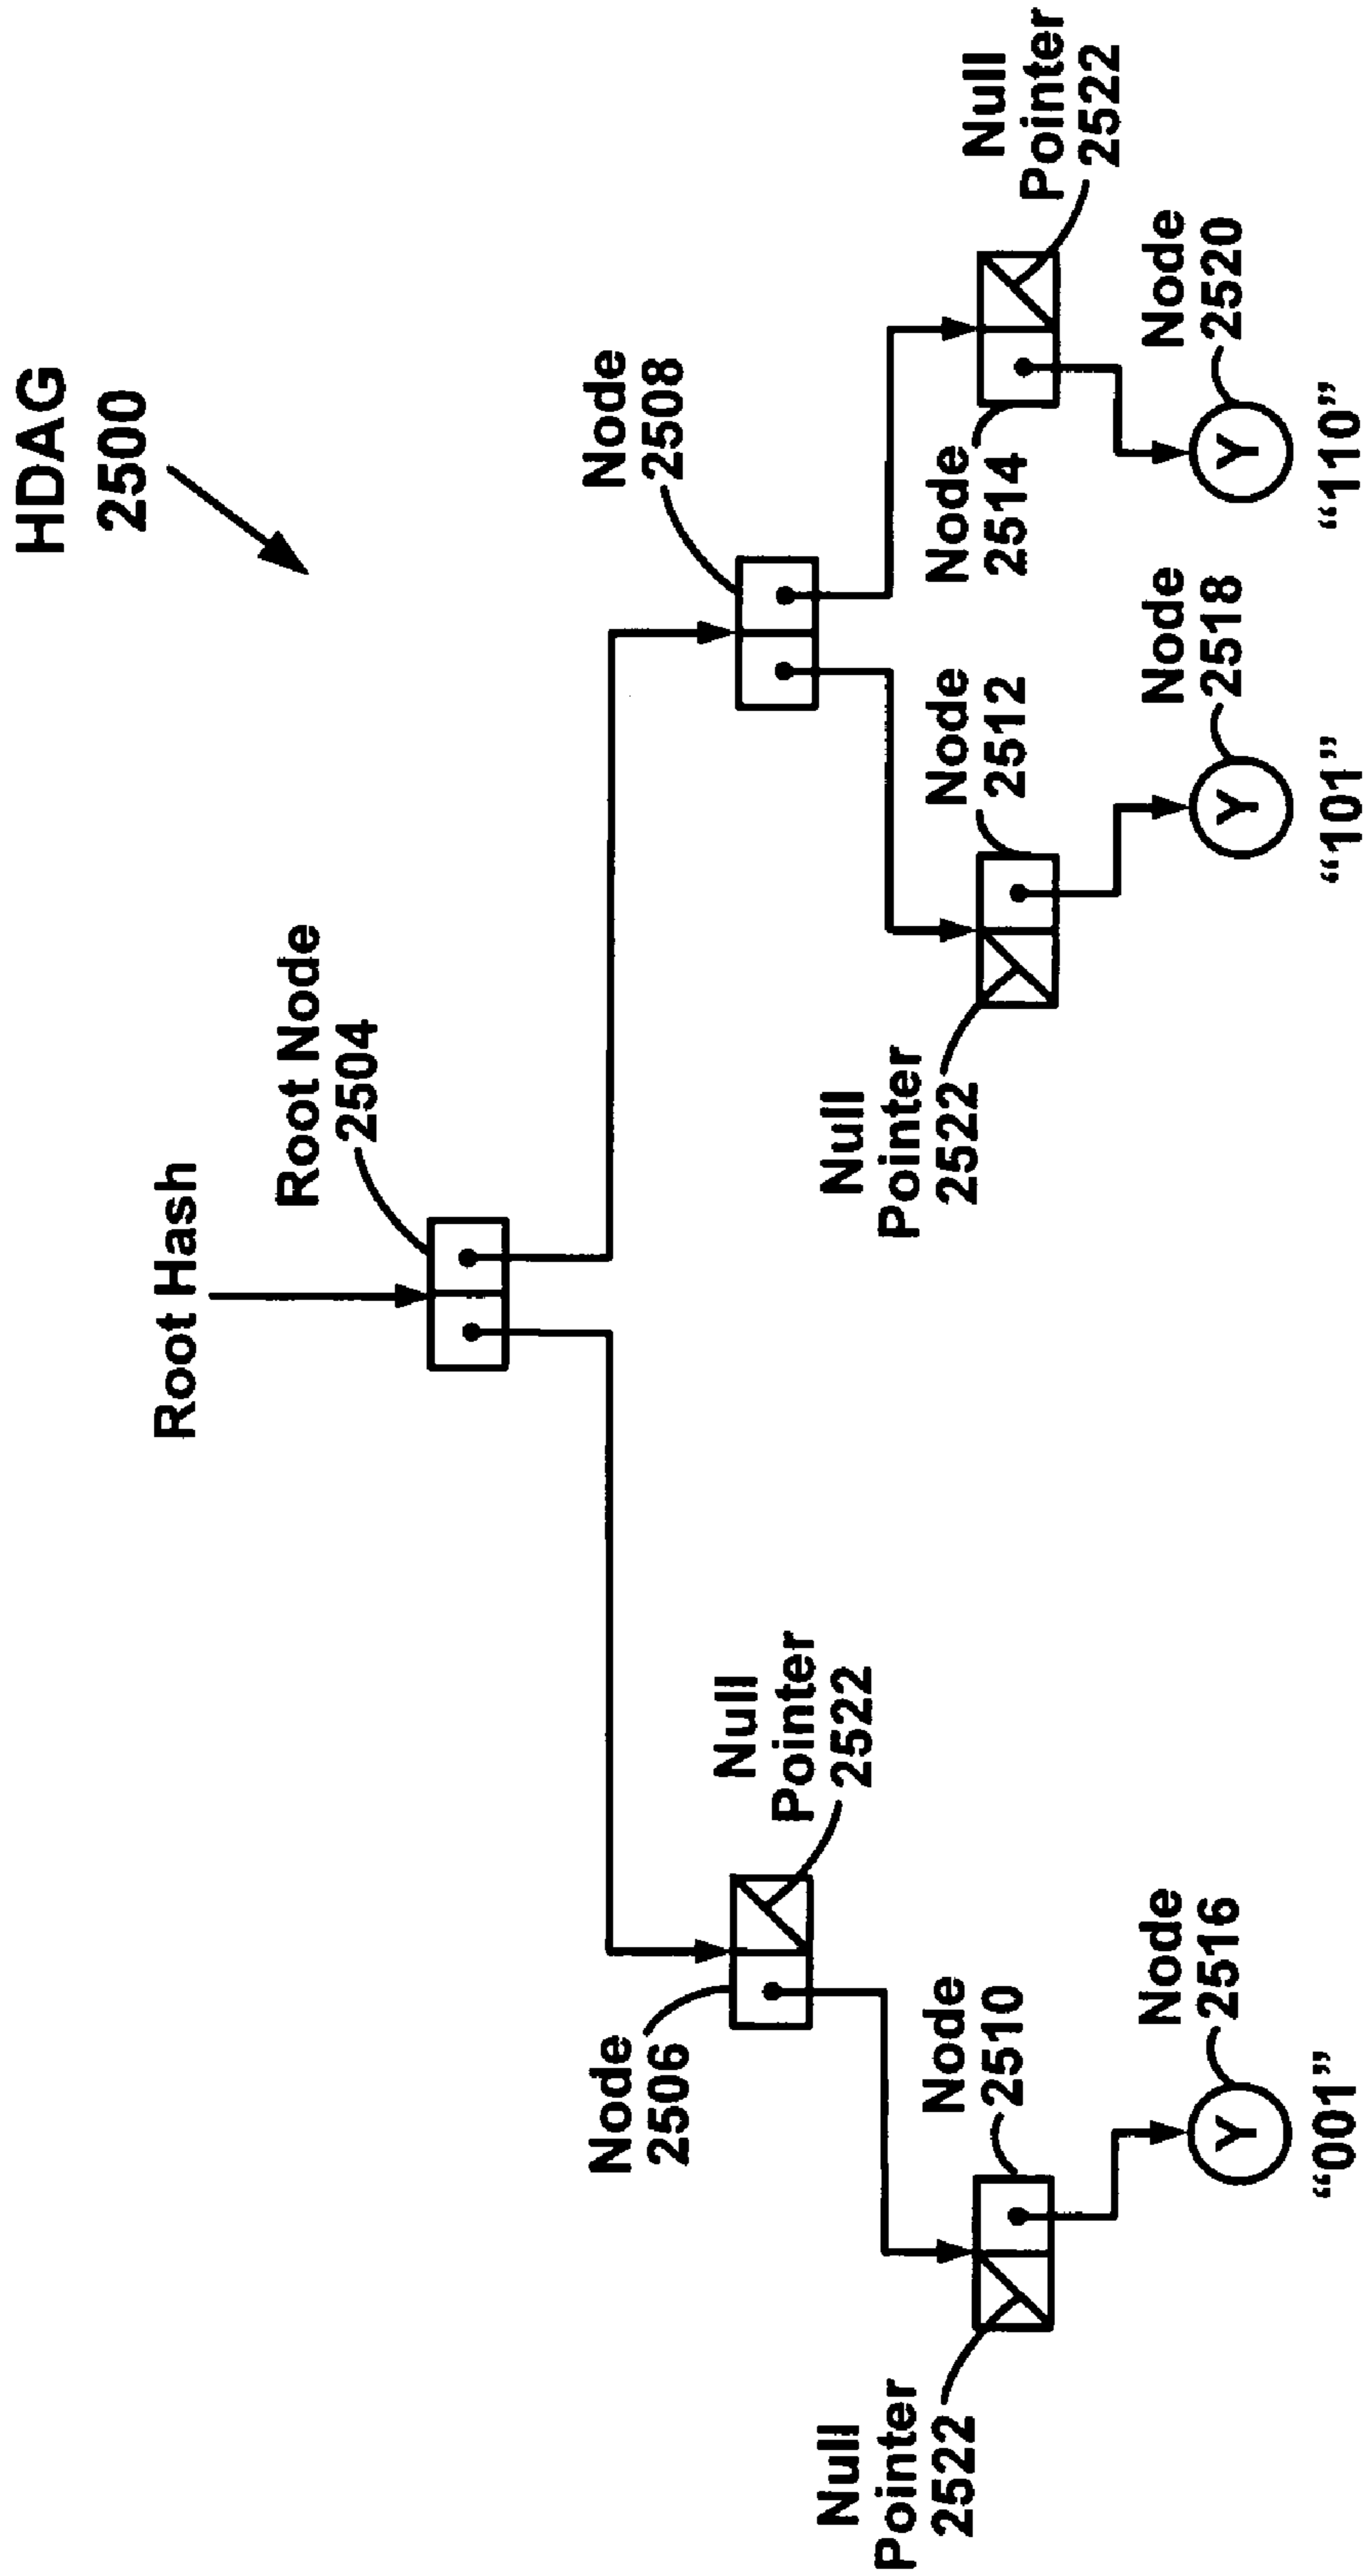 HDAG
2500
Root Hash
Root Node
2504
Node
2506
Null
Pointer
2522
Node
2508
Null
Pointer
2522
Node
2510
Null
Pointer
2522
Node
2512
Node
2514
Null
Pointer
2522
Y
Node
2516
Y
Node
2518
Y
Node
2520
“001”
“101”
“110”